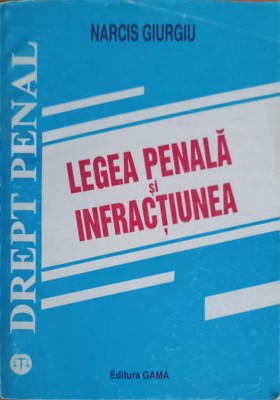 NARCIS GIURGIU
DREPT PENAL
LEGEA PENALĂ
și
INFRACȚIUNEA
Editura GAMA